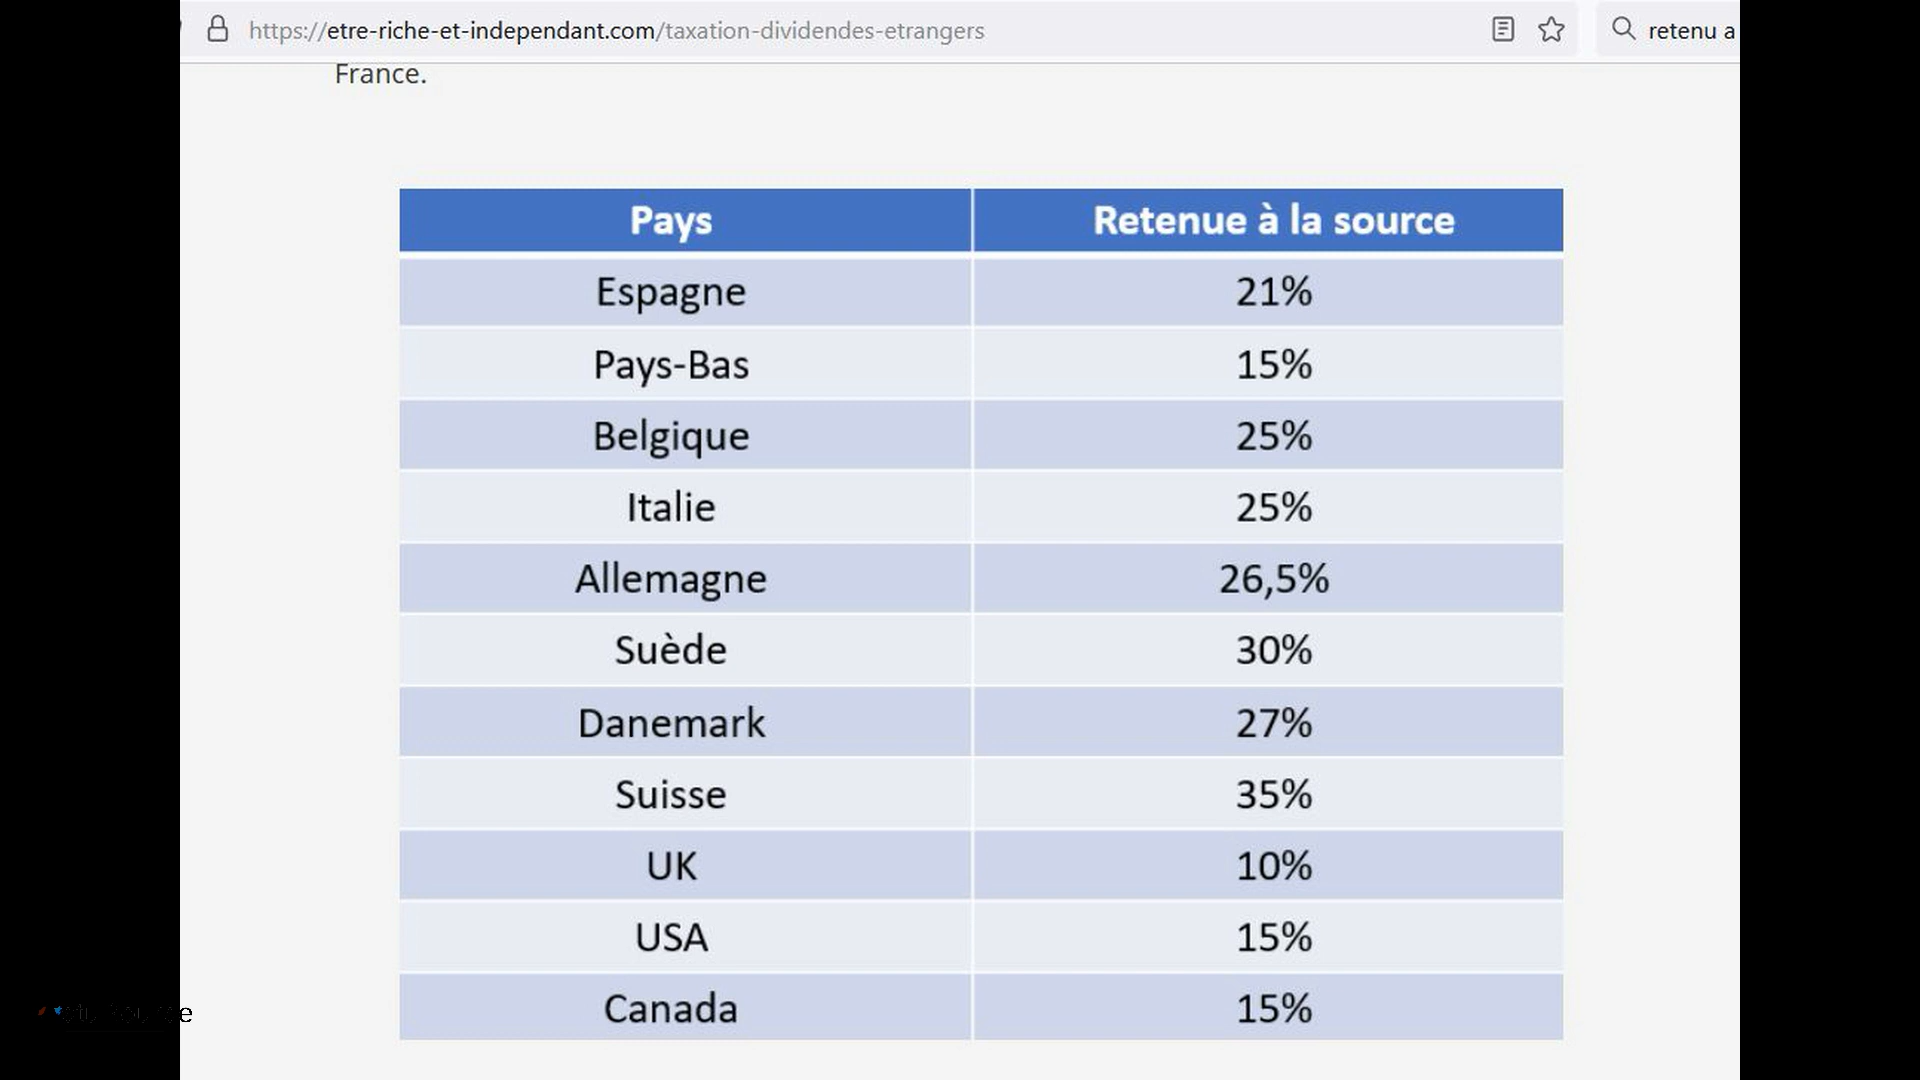 https://etre-riche-et-independant.com/taxation-dividendes-etrangers
retenu a
France.
Pays Retenue à la source
Espagne 21%
Pays-Bas 15%
Belgique 25%
Italie 25%
Allemagne 26,5%
Suède 30%
Danemark 27%
Suisse 35%
UK 10%
USA 15%
Canada 15%